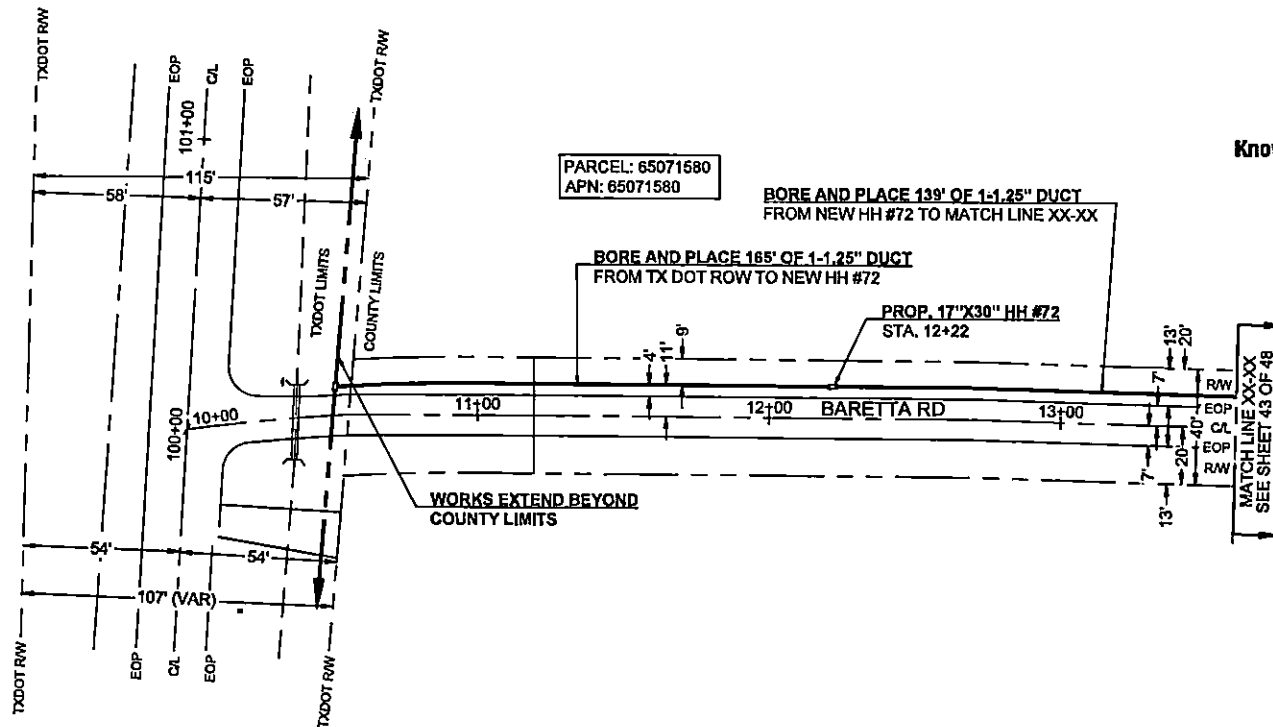 TXDOT R/W
EOP
C/L
EOP
TXDOT R/W
101+00
115'
58'
57'
PARCEL: 65071580
APN: 65071580
Know
BORE AND PLACE 139' OF 1-1.25" DUCT
FROM NEW HH #72 TO MATCH LINE XX-XX
BORE AND PLACE 165' OF 1-1.25" DUCT
FROM TX DOT ROW TO NEW HH #72
TXDOT LIMITS
COUNTY LIMITS
PROP. 17"X30" HH #72
STA. 12+22
4'
11'
9'
13'
20'
7'
R/W
EOP
C/L
EOP
R/W
40'
20'
7'
13'
MATCH LINE XX-XX
SEE SHEET 43 OF 48
100+00
10+00
11+00
12+00
BARETTA RD
13+00
WORKS EXTEND BEYOND
COUNTY LIMITS
54'
54'
107' (VAR)
TXDOT R/W
EOP
C/L
EOP
TXDOT R/W